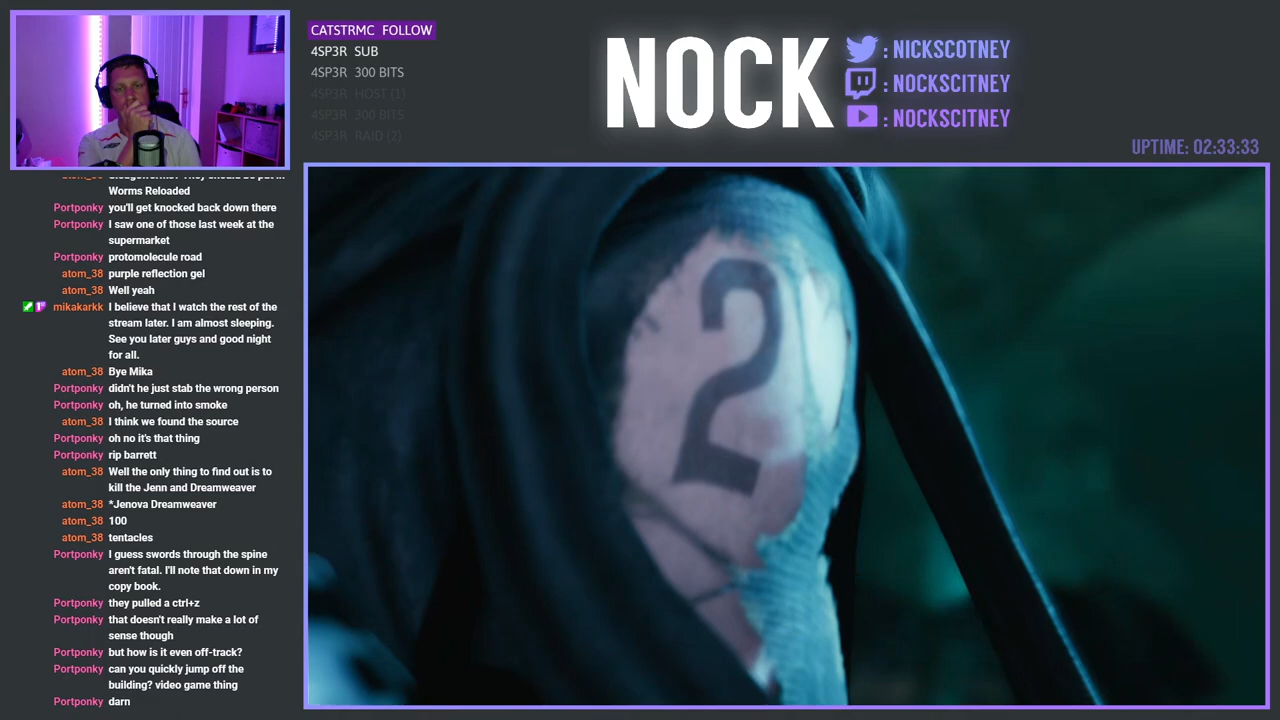 CATSTRMC FOLLOW
4SP3R SUB
4SP3R 300 BITS
4SP3R HOST (1)
4SP3R 300 BITS
4SP3R RAID (2)
NOCK
: NICKSCOTNEY
: NOCKSCITNEY
: NOCKSCITNEY
UPTIME: 02:33:33
Worms Reloaded
Portponky you'll get knocked back down there
Portponky I saw one of those last week at the
supermarket
Portponky protomolecule road
atom_38 purple reflection gel
atom_38 Well yeah
mikakarkk I believe that I watch the rest of the
stream later. I am almost sleeping.
See you later guys and good night
for all.
atom_38 Bye Mika
Portponky didn't he just stab the wrong person
Portponky oh, he turned into smoke
atom_38 I think we found the source
Portponky oh no it's that thing
Portponky rip barrett
atom_38 Well the only thing to find out is to
kill the Jenn and Dreamweaver
atom_38 *Jenova Dreamweaver
atom_38 100
atom_38 tentacles
Portponky I guess swords through the spine
aren't fatal. I'll note that down in my
copy book.
Portponky they pulled a ctrl+z
Portponky that doesn't really make a lot of
sense though
Portponky but how is it even off-track?
Portponky can you quickly jump off the
building? video game thing
Portponky darn
2